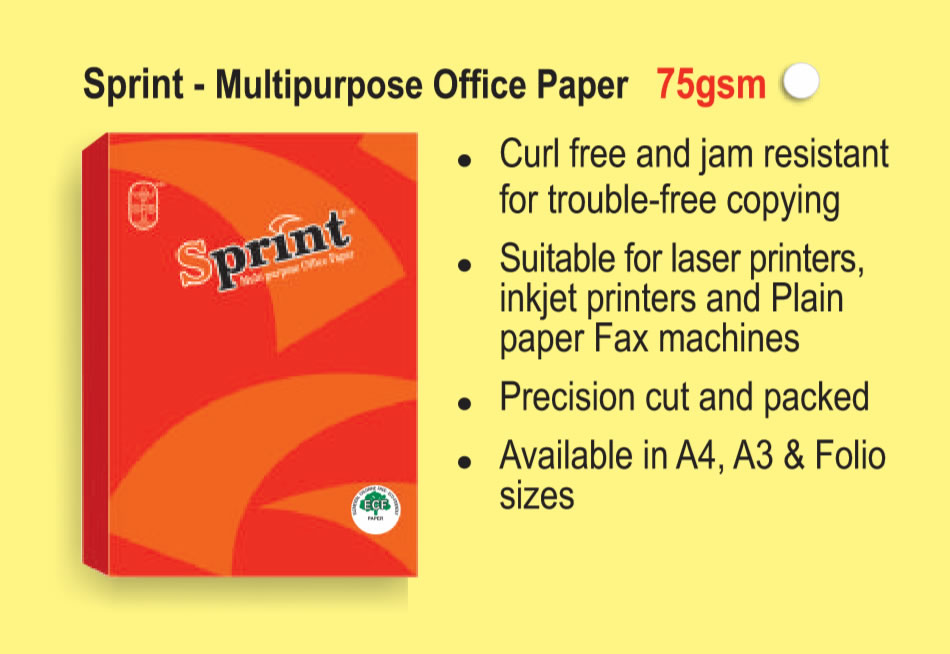 Sprint - Multipurpose Office Paper 75gsm
Sprint
Multi purpose Office Paper
ECF
PAPER
• Curl free and jam resistant
for trouble-free copying
• Suitable for laser printers,
inkjet printers and Plain
paper Fax machines
• Precision cut and packed
• Available in A4, A3 & Folio
sizes